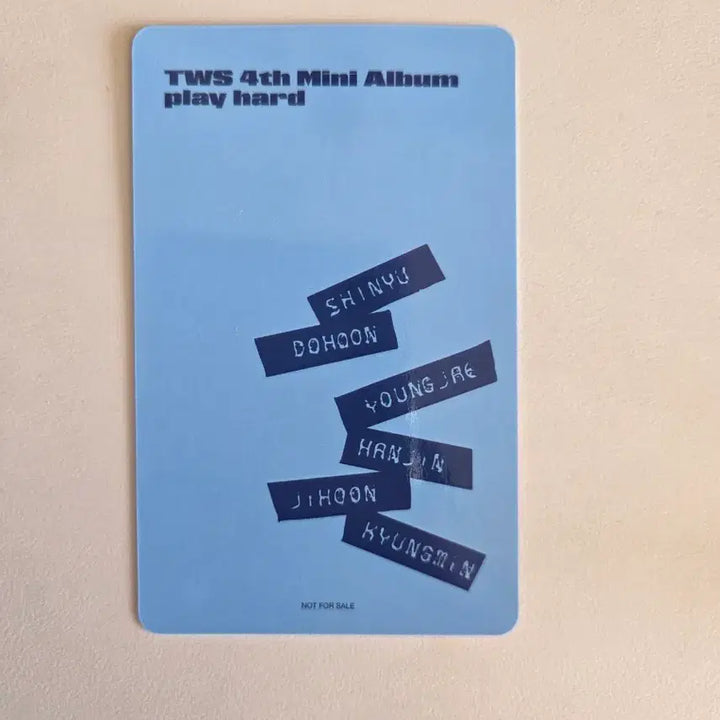 TWS 4th Mini Album
play hard
SHINYU
DOHOON
YOUNGJAE
HANJIN
JIHOON
KYUNGMIN
NOT FOR SALE